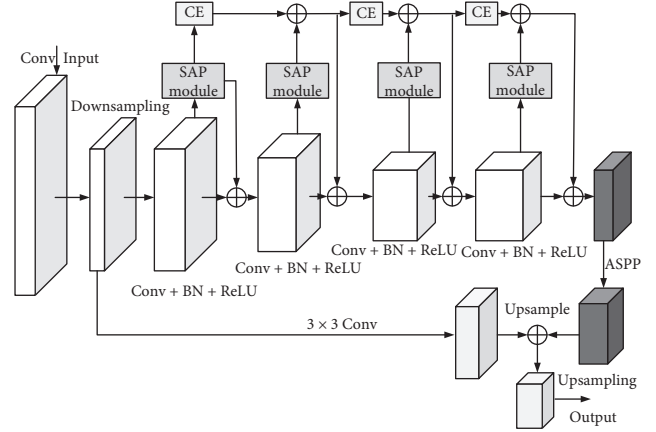 CE
CE
CE
Conv Input
SAP
module
SAP
module
SAP
module
SAP
module
Downsampling
Conv + BN + ReLU
Conv + BN + ReLU
Conv + BN + ReLU
Conv + BN + ReLU
ASPP
3 × 3 Conv
Upsample
Upsampling
Output